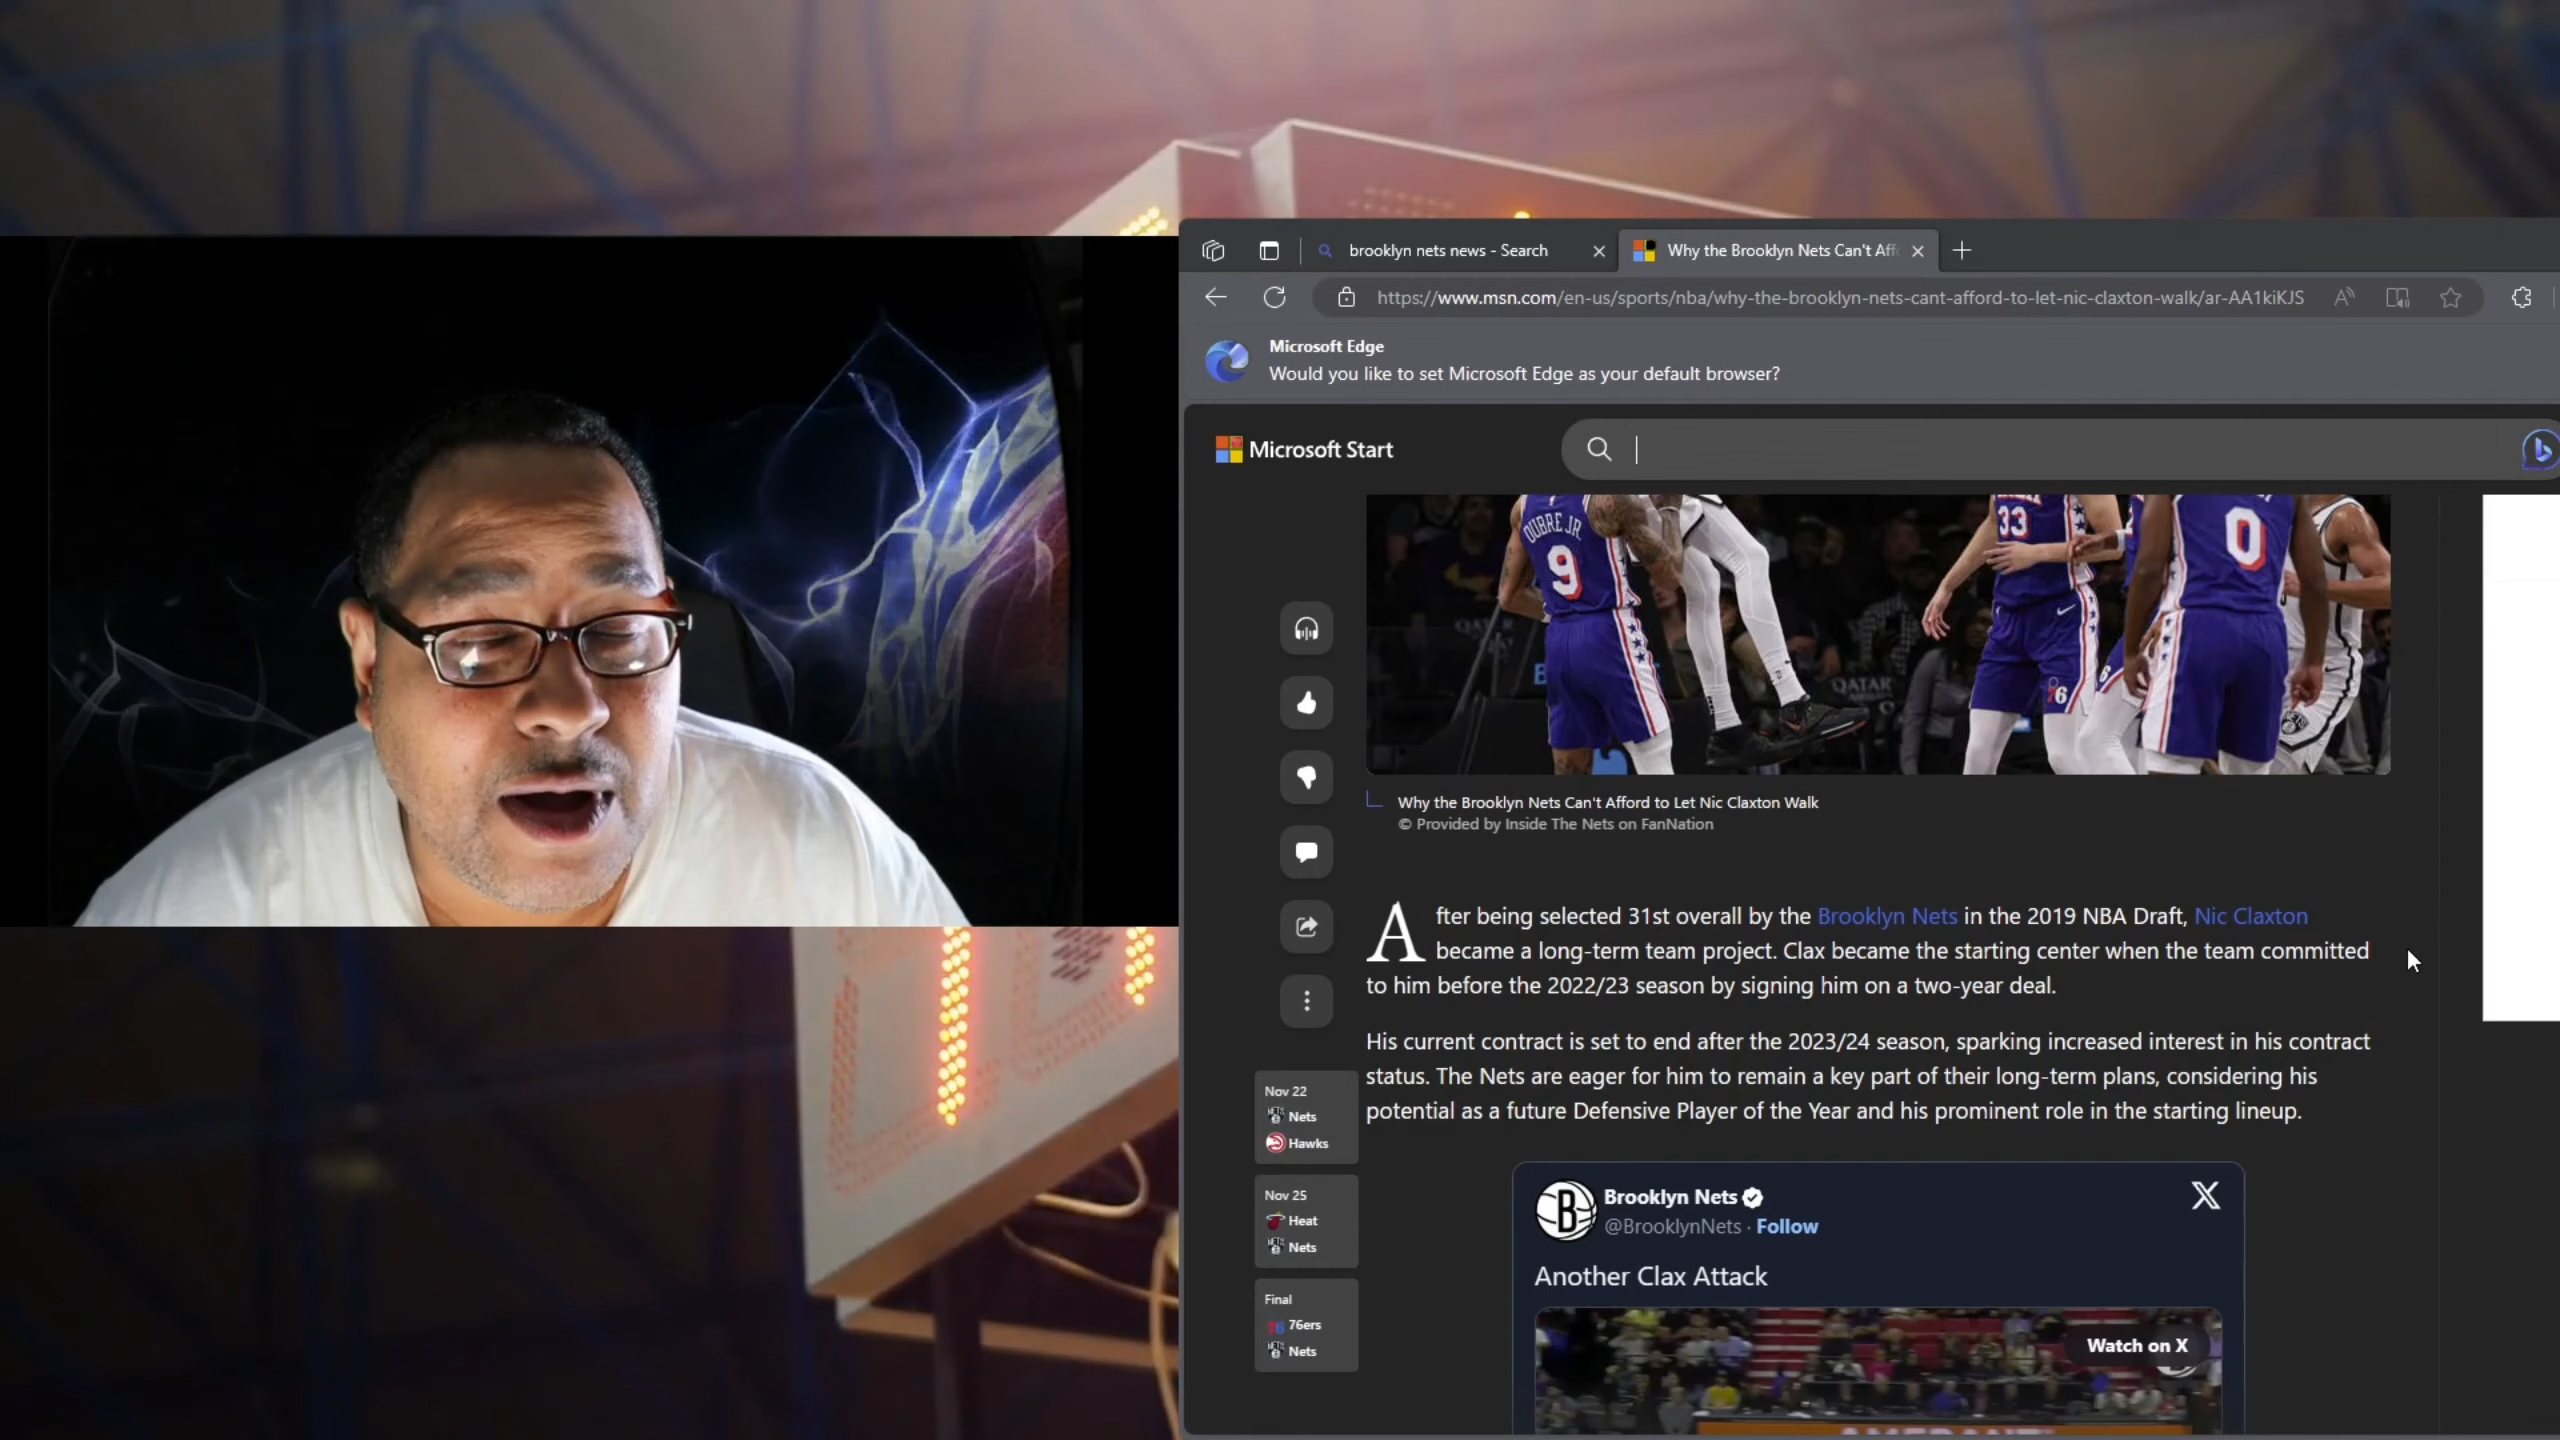 brooklyn nets news - Search
Why the Brooklyn Nets Can't Aff
https://www.msn.com/en-us/sports/nba/why-the-brooklyn-nets-cant-afford-to-let-nic-claxton-walk/ar-AA1kiKJS
Microsoft Edge
Would you like to set Microsoft Edge as your default browser?
Microsoft Start
OUBRE JR.
9
33
0
76
QATAR
Why the Brooklyn Nets Can't Afford to Let Nic Claxton Walk
© Provided by Inside The Nets on FanNation
After being selected 31st overall by the Brooklyn Nets in the 2019 NBA Draft, Nic Claxton
became a long-term team project. Clax became the starting center when the team committed
to him before the 2022/23 season by signing him on a two-year deal.
His current contract is set to end after the 2023/24 season, sparking increased interest in his contract
status. The Nets are eager for him to remain a key part of their long-term plans, considering his
potential as a future Defensive Player of the Year and his prominent role in the starting lineup.
Nov 22
Nets
Hawks
Nov 25
Heat
Nets
Final
76ers
Nets
Brooklyn Nets
@BrooklynNets · Follow
Another Clax Attack
Watch on X